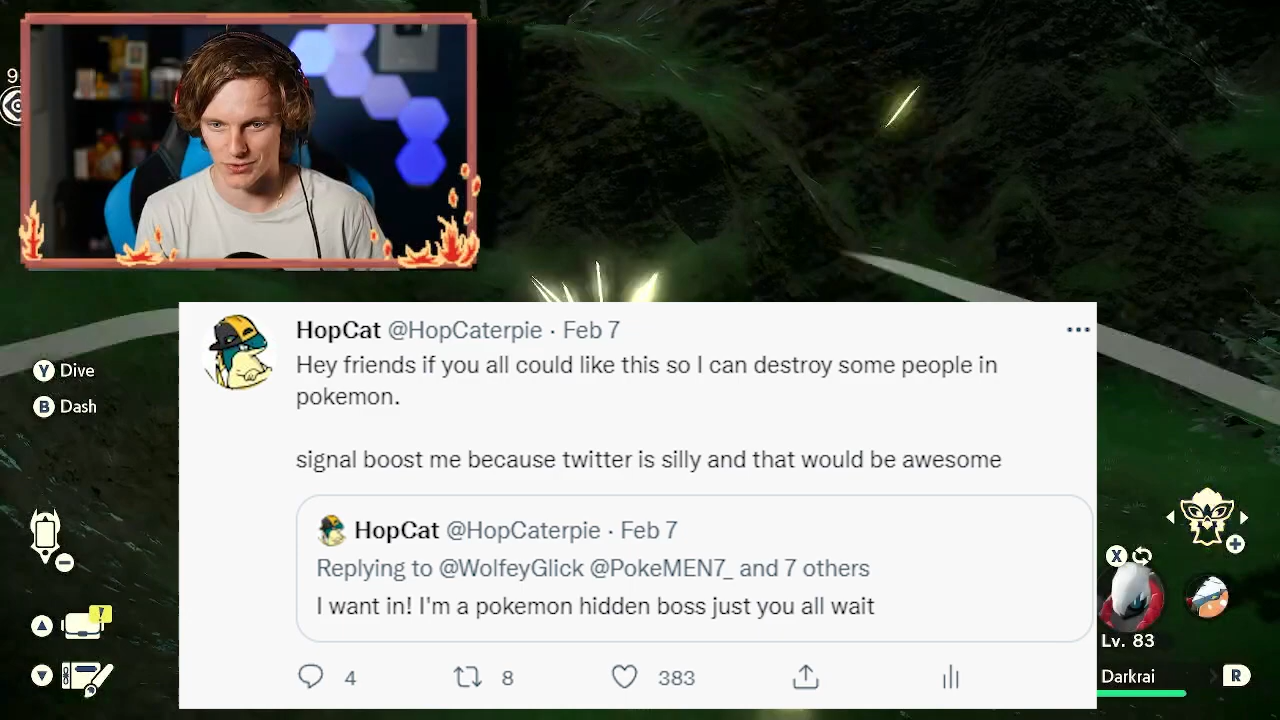 9
HopCat @HopCaterpie · Feb 7
Hey friends if you all could like this so I can destroy some people in
pokemon.
signal boost me because twitter is silly and that would be awesome
HopCat @HopCaterpie · Feb 7
Replying to @WolfeyGlick @PokeMEN7_ and 7 others
I want in! I'm a pokemon hidden boss just you all wait
4 8 383
Y Dive
B Dash
X
Lv. 83
Darkrai R